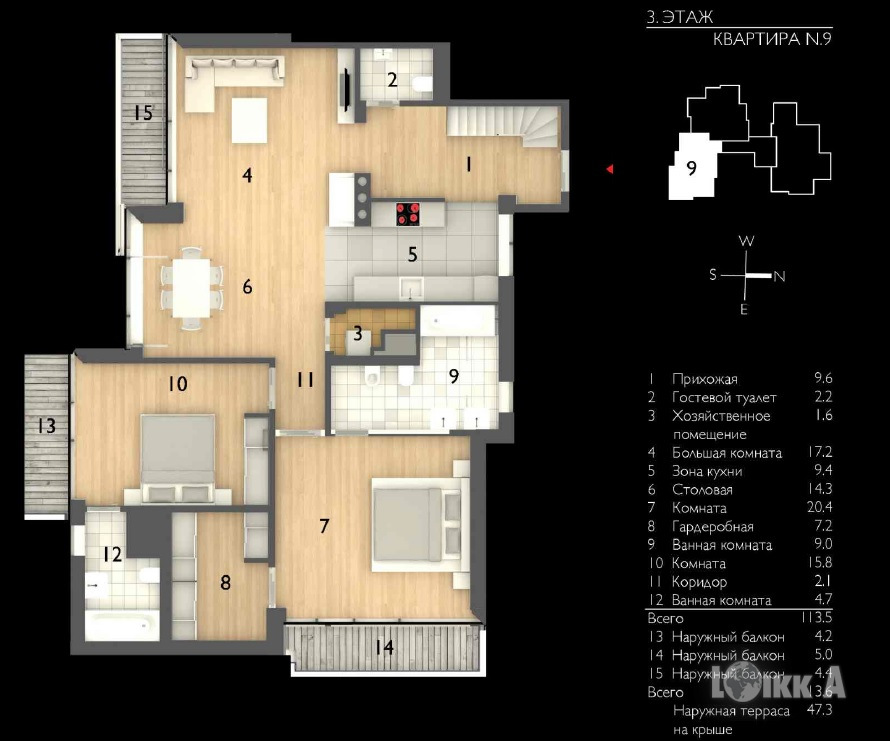 3. ЭТАЖ
КВАРТИРА N.9
15
2
4
1
9
5
6
W
S N
E
3
11
9
10
13
7
12
8
14
1 Прихожая 9.6
2 Гостевой туалет 2.2
3 Хозяйственное 1.6
помещение
4 Большая комната 17.2
5 Зона кухни 9.4
6 Столовая 14.3
7 Комната 20.4
8 Гардеробная 7.2
9 Ванная комната 9.0
10 Комната 15.8
11 Коридор 2.1
12 Ванная комната 4.7
Всего 113.5
13 Наружный балкон 4.2
14 Наружный балкон 5.0
15 Наружный балкон 4.4
Всего 13.6
Наружная терраса 47.3
на крыше
LOIKK A